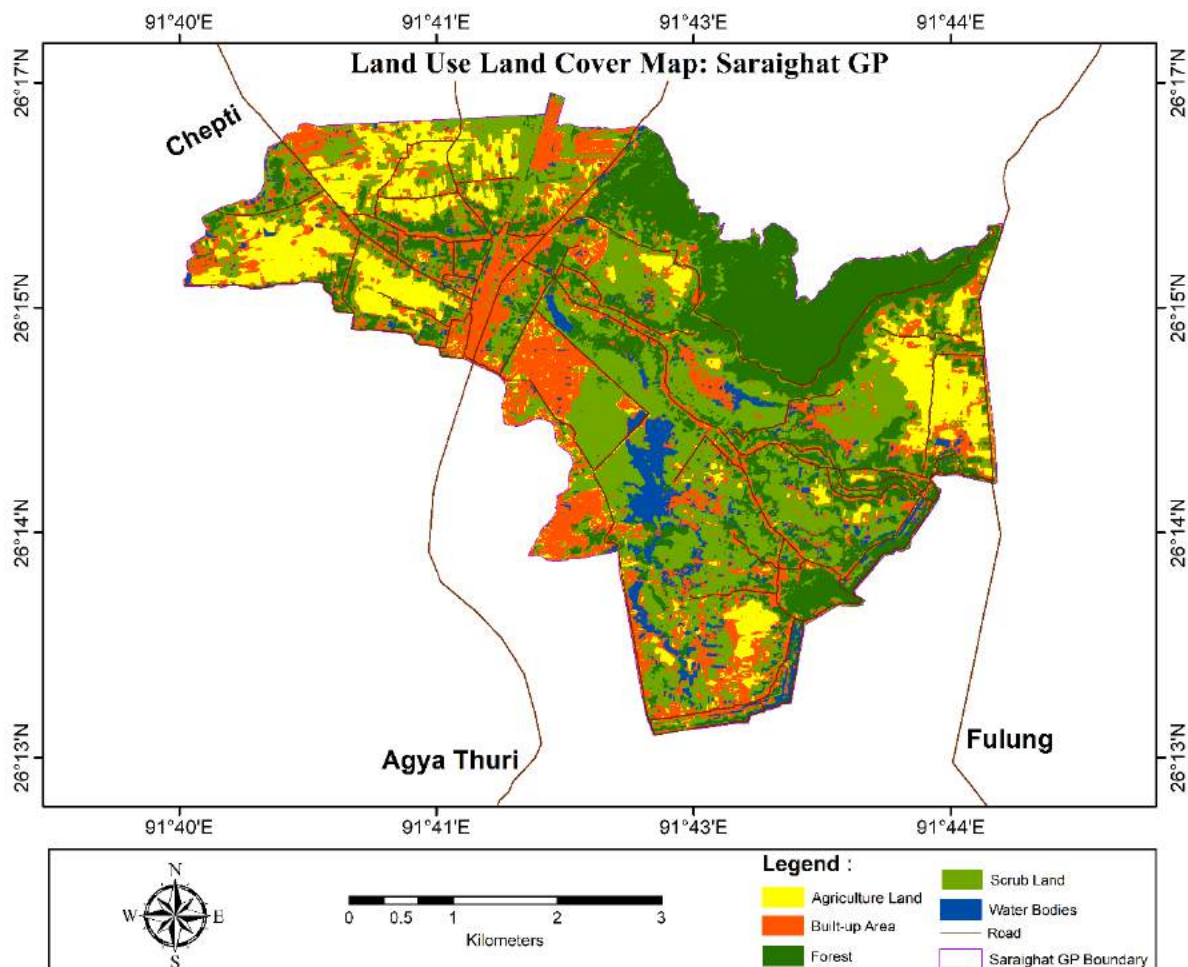 91°40'E 91°41'E 91°43'E 91°44'E
Land Use Land Cover Map: Saraighat GP
26°17'N 26°17'N
Chepti
26°15'N 26°15'N
26°14'N 26°14'N
Agya Thuri
Fulung
26°13'N 26°13'N
91°40'E 91°41'E 91°43'E 91°44'E
Legend :
Agriculture Land
Built-up Area
Forest
Scrub Land
Water Bodies
Road
Saraighat GP Boundary
N
W E
S
0 0.5 1 2 3
Kilometers